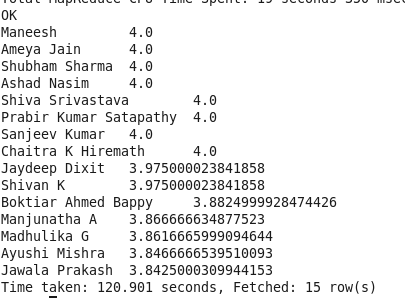 Total MapReduce CPU Time Spent: 19 seconds 350 msec
OK
Maneesh 4.0
Ameya Jain 4.0
Shubham Sharma 4.0
Ashad Nasim 4.0
Shiva Srivastava 4.0
Prabir Kumar Satapathy 4.0
Sanjeev Kumar 4.0
Chaitra K Hiremath 4.0
Jaydeep Dixit 3.975000023841858
Shivan K 3.975000023841858
Boktiar Ahmed Bappy 3.8824999928474426
Manjunatha A 3.866666634877523
Madhulika G 3.8616665999094644
Ayushi Mishra 3.8466666539510093
Jawala Prakash 3.8425000309944153
Time taken: 120.901 seconds, Fetched: 15 row(s)